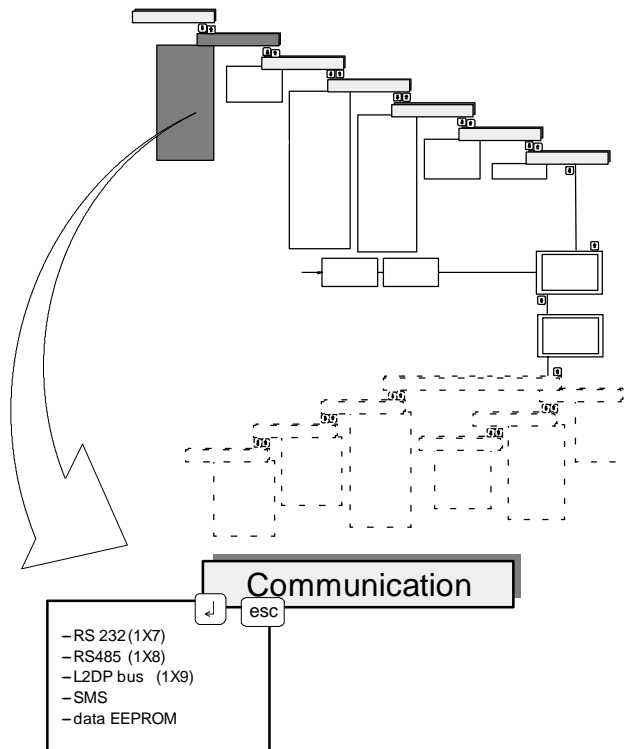 Communication
↲ esc
–RS 232 (1X7)
–RS485 (1X8)
–L2DP bus (1X9)
–SMS
–data EEPROM